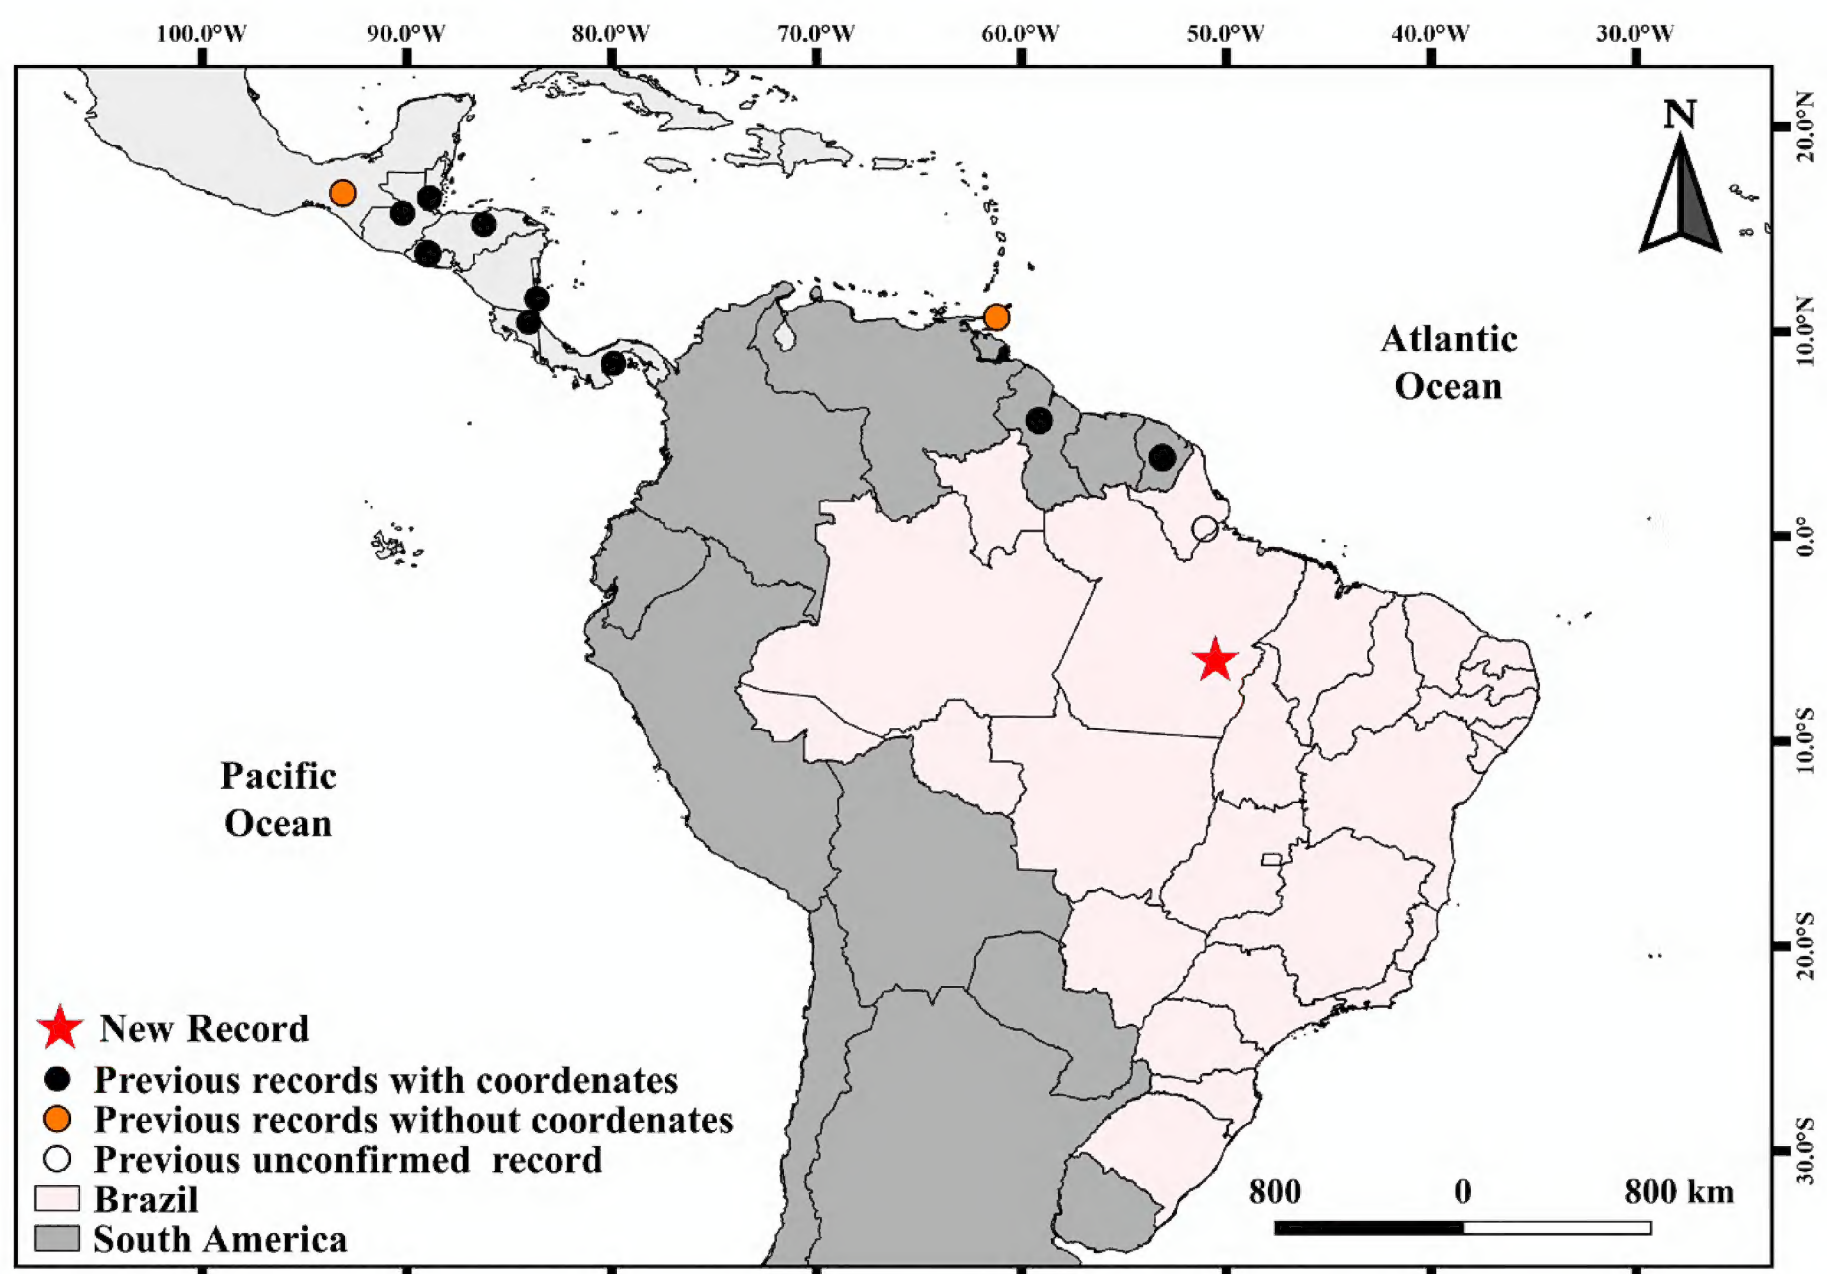 100.0°W 90.0°W 80.0°W 70.0°W 60.0°W 50.0°W 40.0°W 30.0°W
N
20.0°N
10.0°N
Atlantic
Ocean
0.0°
10.0°S
Pacific
Ocean
20.0°S
New Record
Previous records with coordenates
Previous records without coordenates
Previous unconfirmed record
Brazil
South America
30.0°S
800 0 800 km